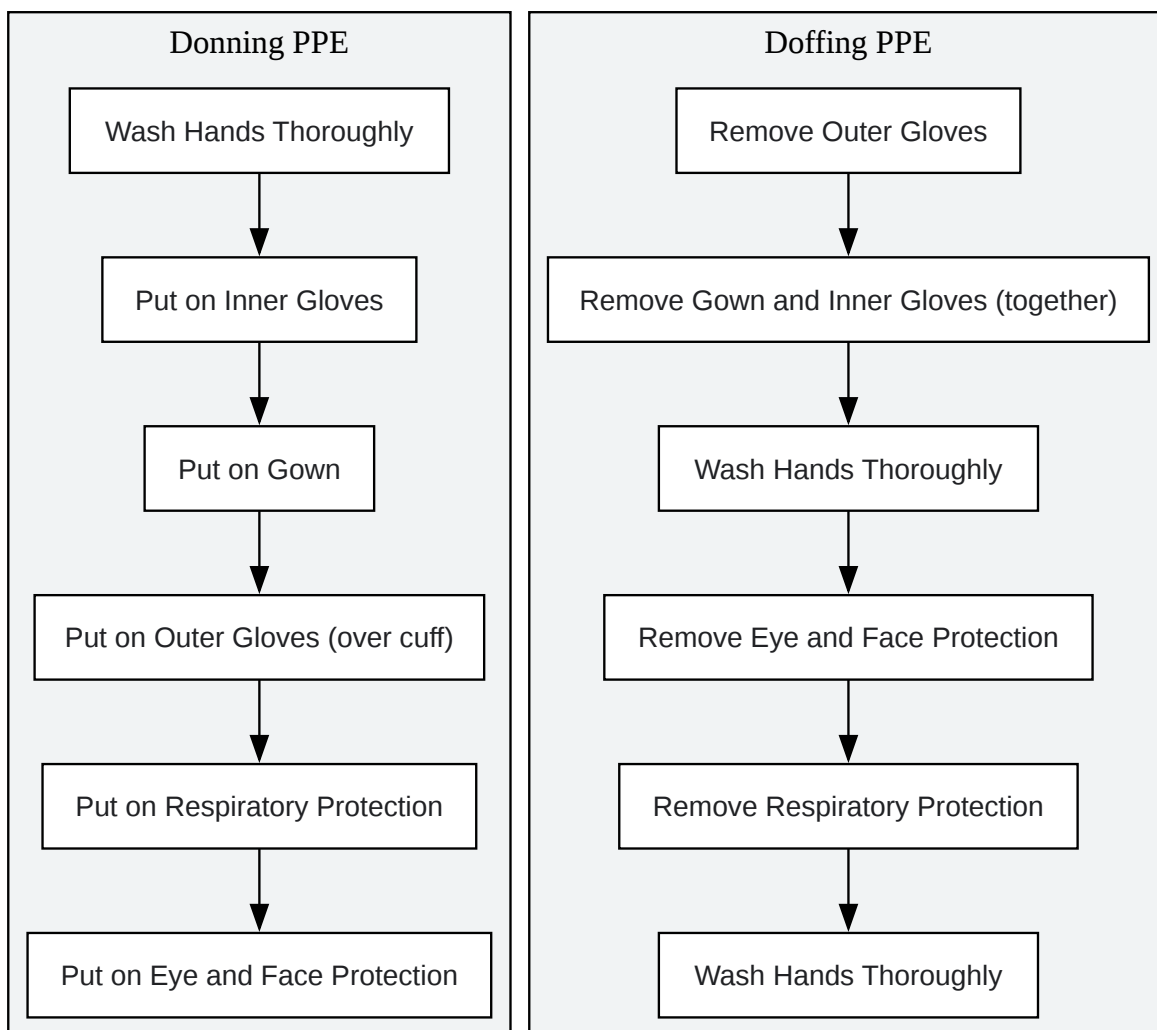 Donning PPE
Wash Hands Thoroughly
Put on Inner Gloves
Put on Gown
Put on Outer Gloves (over cuff)
Put on Respiratory Protection
Put on Eye and Face Protection
Doffing PPE
Remove Outer Gloves
Remove Gown and Inner Gloves (together)
Wash Hands Thoroughly
Remove Eye and Face Protection
Remove Respiratory Protection
Wash Hands Thoroughly